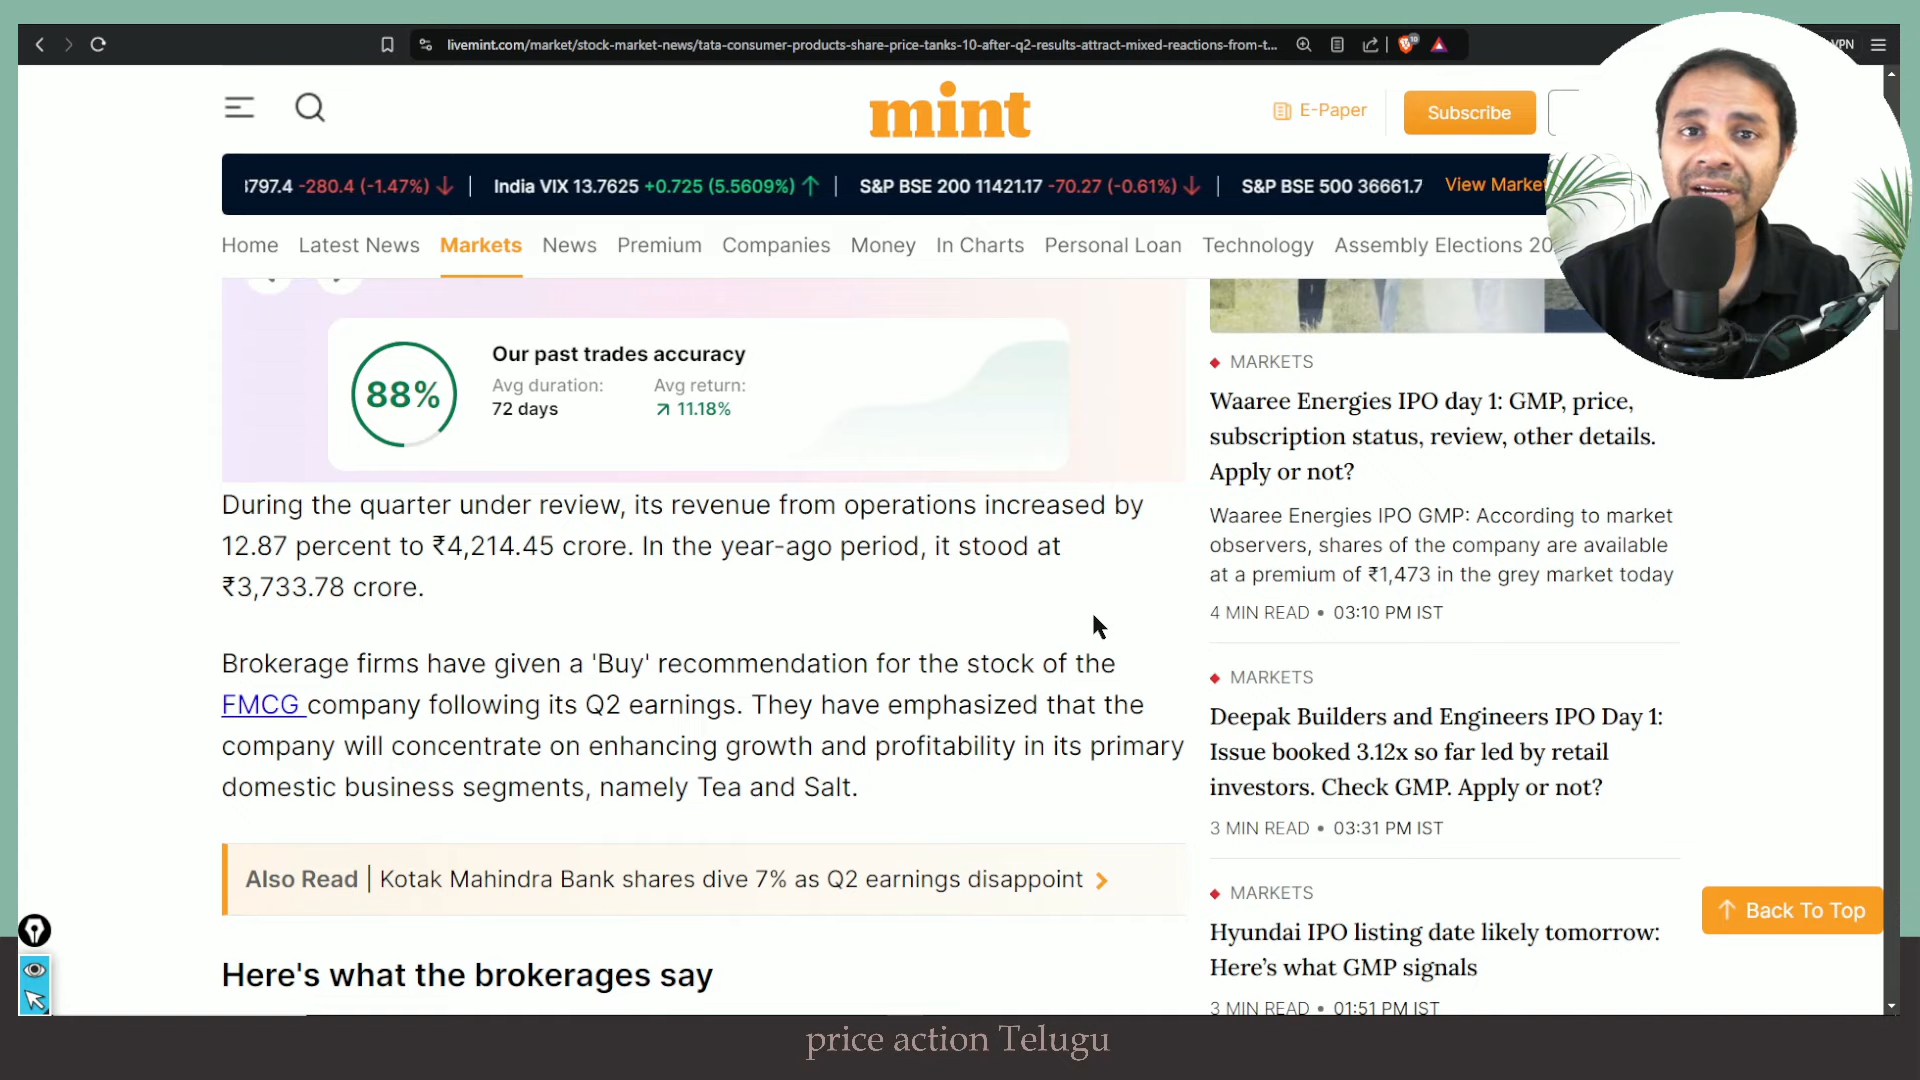 livemint.com/market/stock-market-news/tata-consumer-products-share-price-tanks-10-after-q2-results-attract-mixed-reactions-from-t...
VPN
mint
E-Paper
Subscribe
3797.4 -280.4 (-1.47%) | India VIX 13.7625 +0.725 (5.5609%) | S&P BSE 200 11421.17 -70.27 (-0.61%) | S&P BSE 500 36661.7 View Market
Home Latest News Markets News Premium Companies Money In Charts Personal Loan Technology Assembly Elections 20
88%
Our past trades accuracy
Avg duration: Avg return:
72 days 11.18%
During the quarter under review, its revenue from operations increased by
12.87 percent to ₹4,214.45 crore. In the year-ago period, it stood at
₹3,733.78 crore.
Brokerage firms have given a 'Buy' recommendation for the stock of the
FMCG company following its Q2 earnings. They have emphasized that the
company will concentrate on enhancing growth and profitability in its primary
domestic business segments, namely Tea and Salt.
Also Read | Kotak Mahindra Bank shares dive 7% as Q2 earnings disappoint
Here's what the brokerages say
MARKETS
Waaree Energies IPO day 1: GMP, price,
subscription status, review, other details.
Apply or not?
Waaree Energies IPO GMP: According to market
observers, shares of the company are available
at a premium of ₹1,473 in the grey market today
4 MIN READ • 03:10 PM IST
MARKETS
Deepak Builders and Engineers IPO Day 1:
Issue booked 3.12x so far led by retail
investors. Check GMP. Apply or not?
3 MIN READ • 03:31 PM IST
MARKETS
Hyundai IPO listing date likely tomorrow:
Here’s what GMP signals
3 MIN READ • 01:51 PM IST
Back To Top
price action Telugu